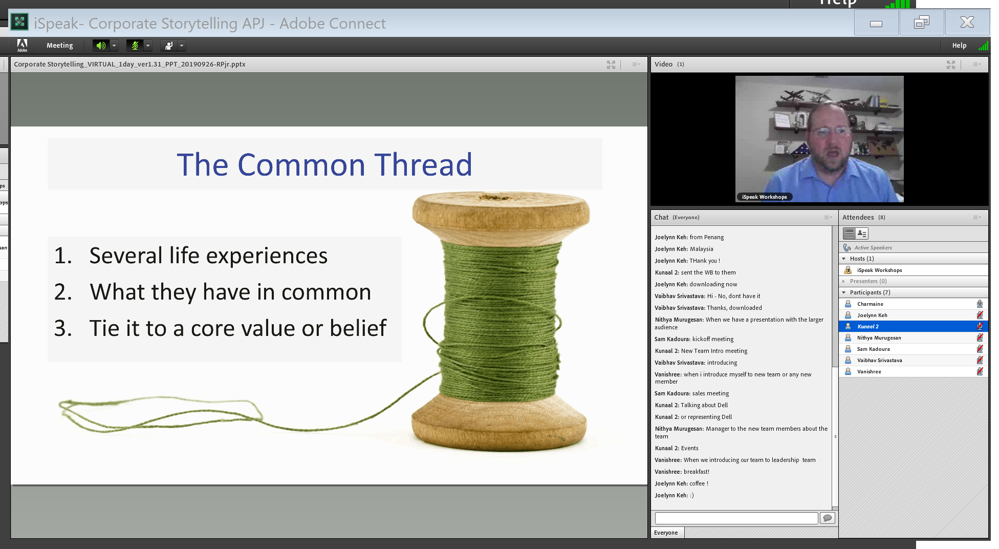 Help
iSpeak- Corporate Storytelling APJ - Adobe Connect
Adobe
Meeting
Help
Corporate Storytelling_VIRTUAL_1day_ver1.31_PPT_20190926-RPjr.pptx
The Common Thread
1. Several life experiences
2. What they have in common
3. Tie it to a core value or belief
Video (1)
iSpeak Workshops
Chat (Everyone)
Joelynn Keh: from Penang
Joelynn Keh: Malaysia
Joelynn Keh: THank you !
Kunaal 2: sent the WB to them
Joelynn Keh: downloading now
Vaibhav Srivastava: Hi - No, dont have it
Vaibhav Srivastava: Thanks, downloaded
Nithya Murugesan: When we have a presentation with the larger
audience
Sam Kadoura: kickoff meeting
Kunaal 2: New Team Intro meeting
Vaibhav Srivastava: introducing
Vanishree: when i introduce myself to new team or any new
member
Sam Kadoura: sales meeting
Kunaal 2: Talking about Dell
Kunaal 2: or representing Dell
Nithya Murugesan: Manager to the new team members about the
team
Kunaal 2: Events
Vanishree: When we introducing our team to leadership team
Vanishree: breakfast!
Joelynn Keh: coffee !
Joelynn Keh: :)
Everyone
Attendees (8)
Active Speakers
Hosts (1)
iSpeak Workshops
Presenters (0)
Participants (7)
Charmaine
Joelynn Keh
Kunaal 2
Nithya Murugesan
Sam Kadoura
Vaibhav Srivastava
Vanishree